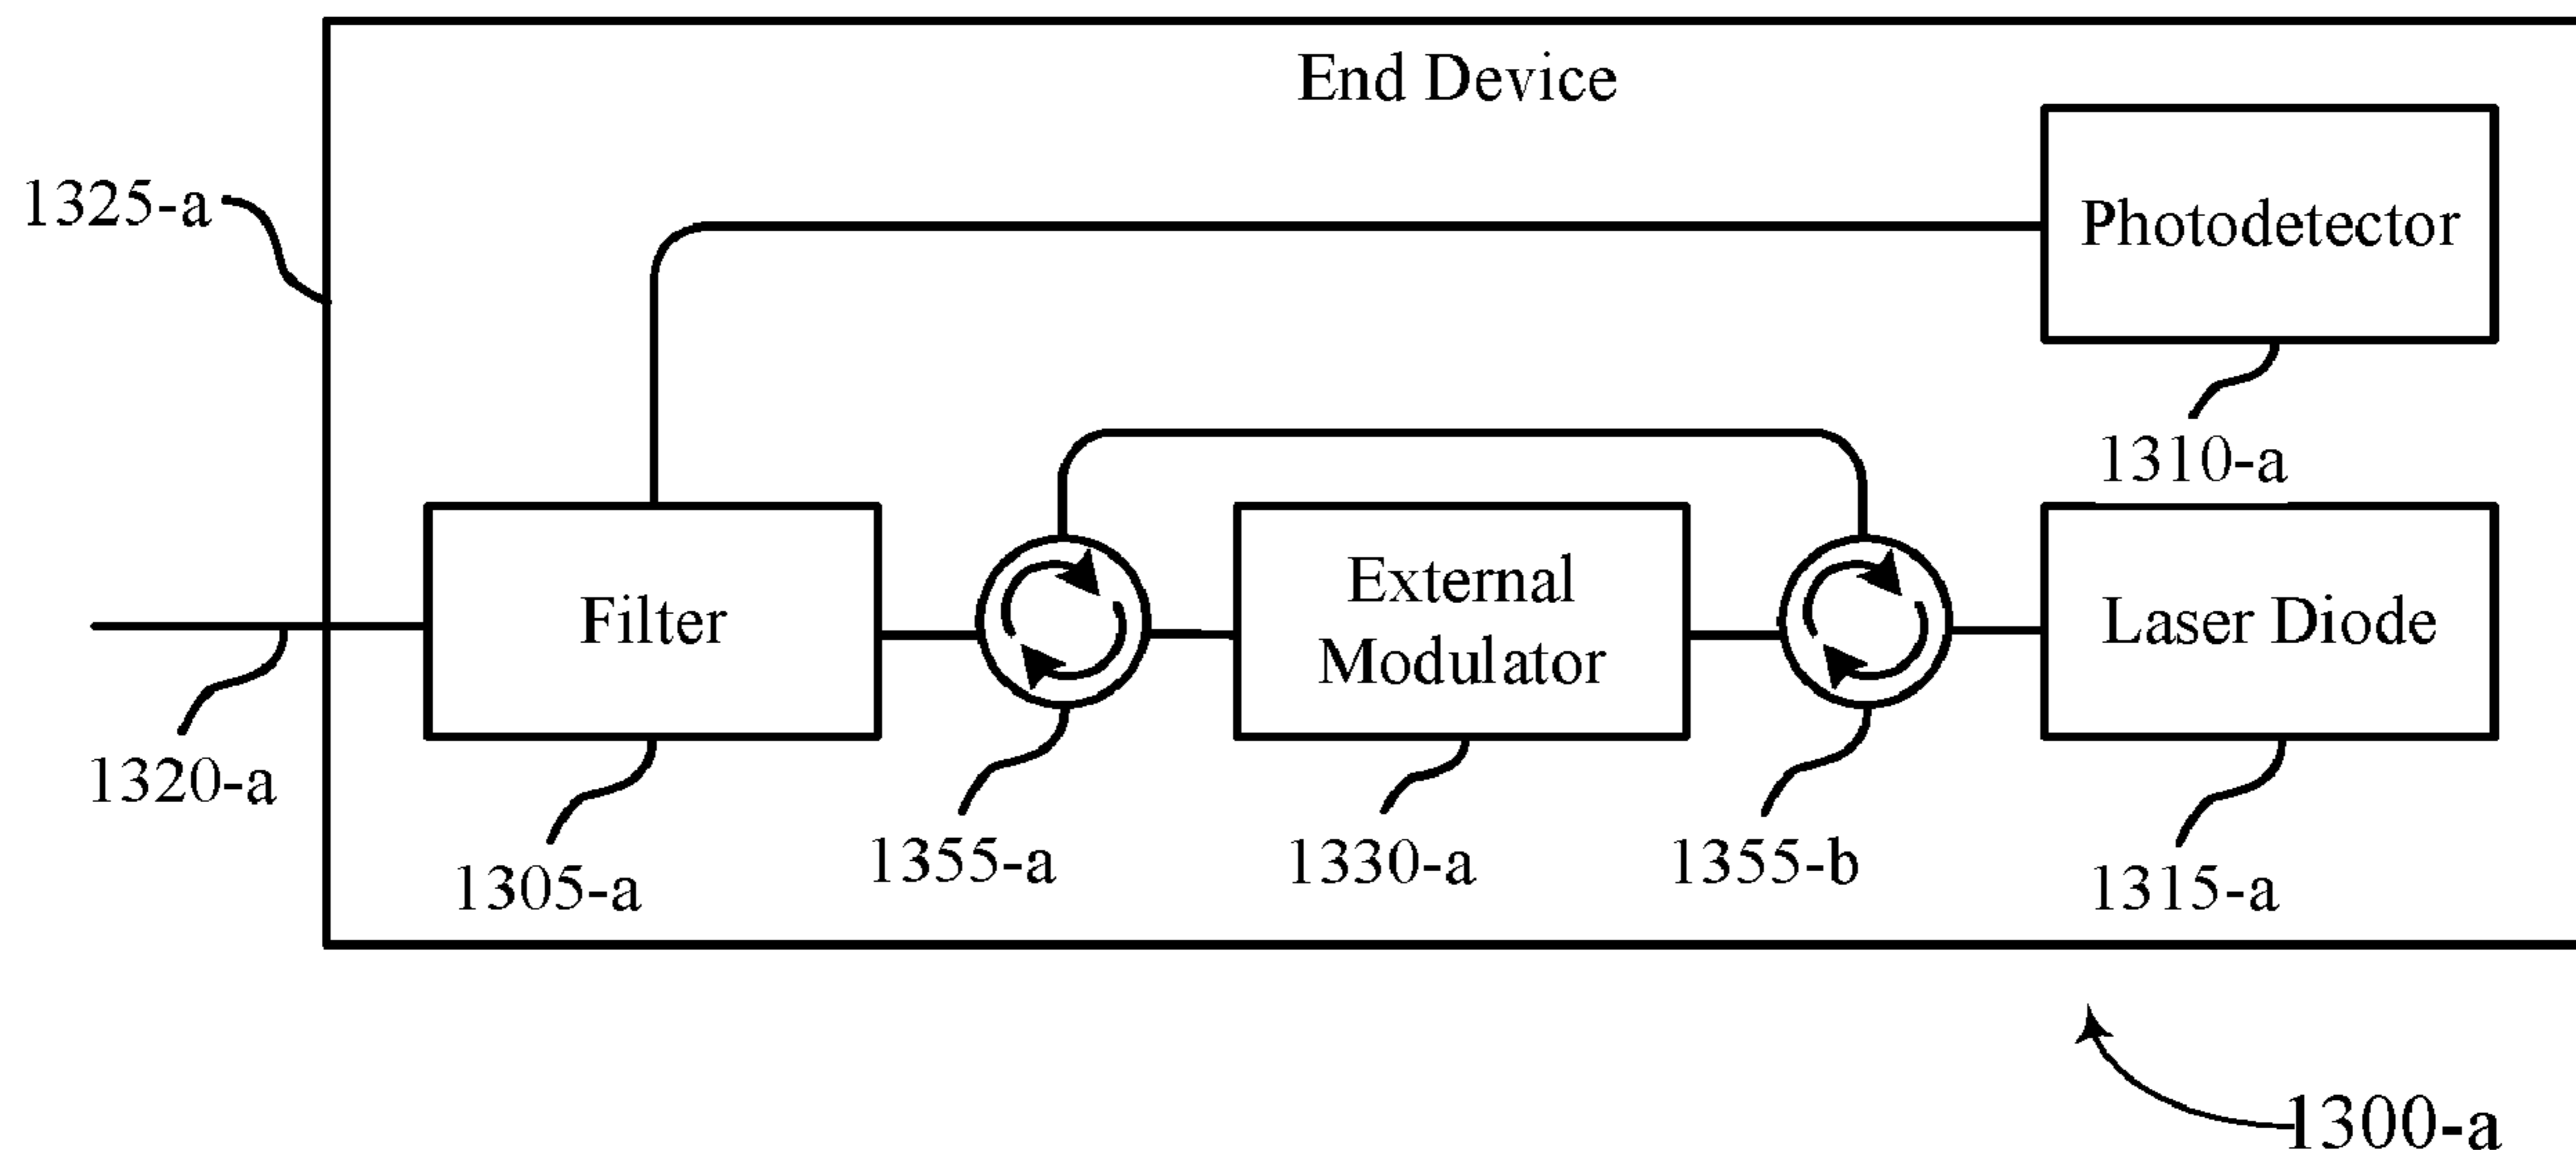 End Device
1325-a
Photodetector
1310-a
Filter
External
Modulator
Laser Diode
1320-a
1305-a
1355-a
1330-a
1355-b
1315-a
1300-a